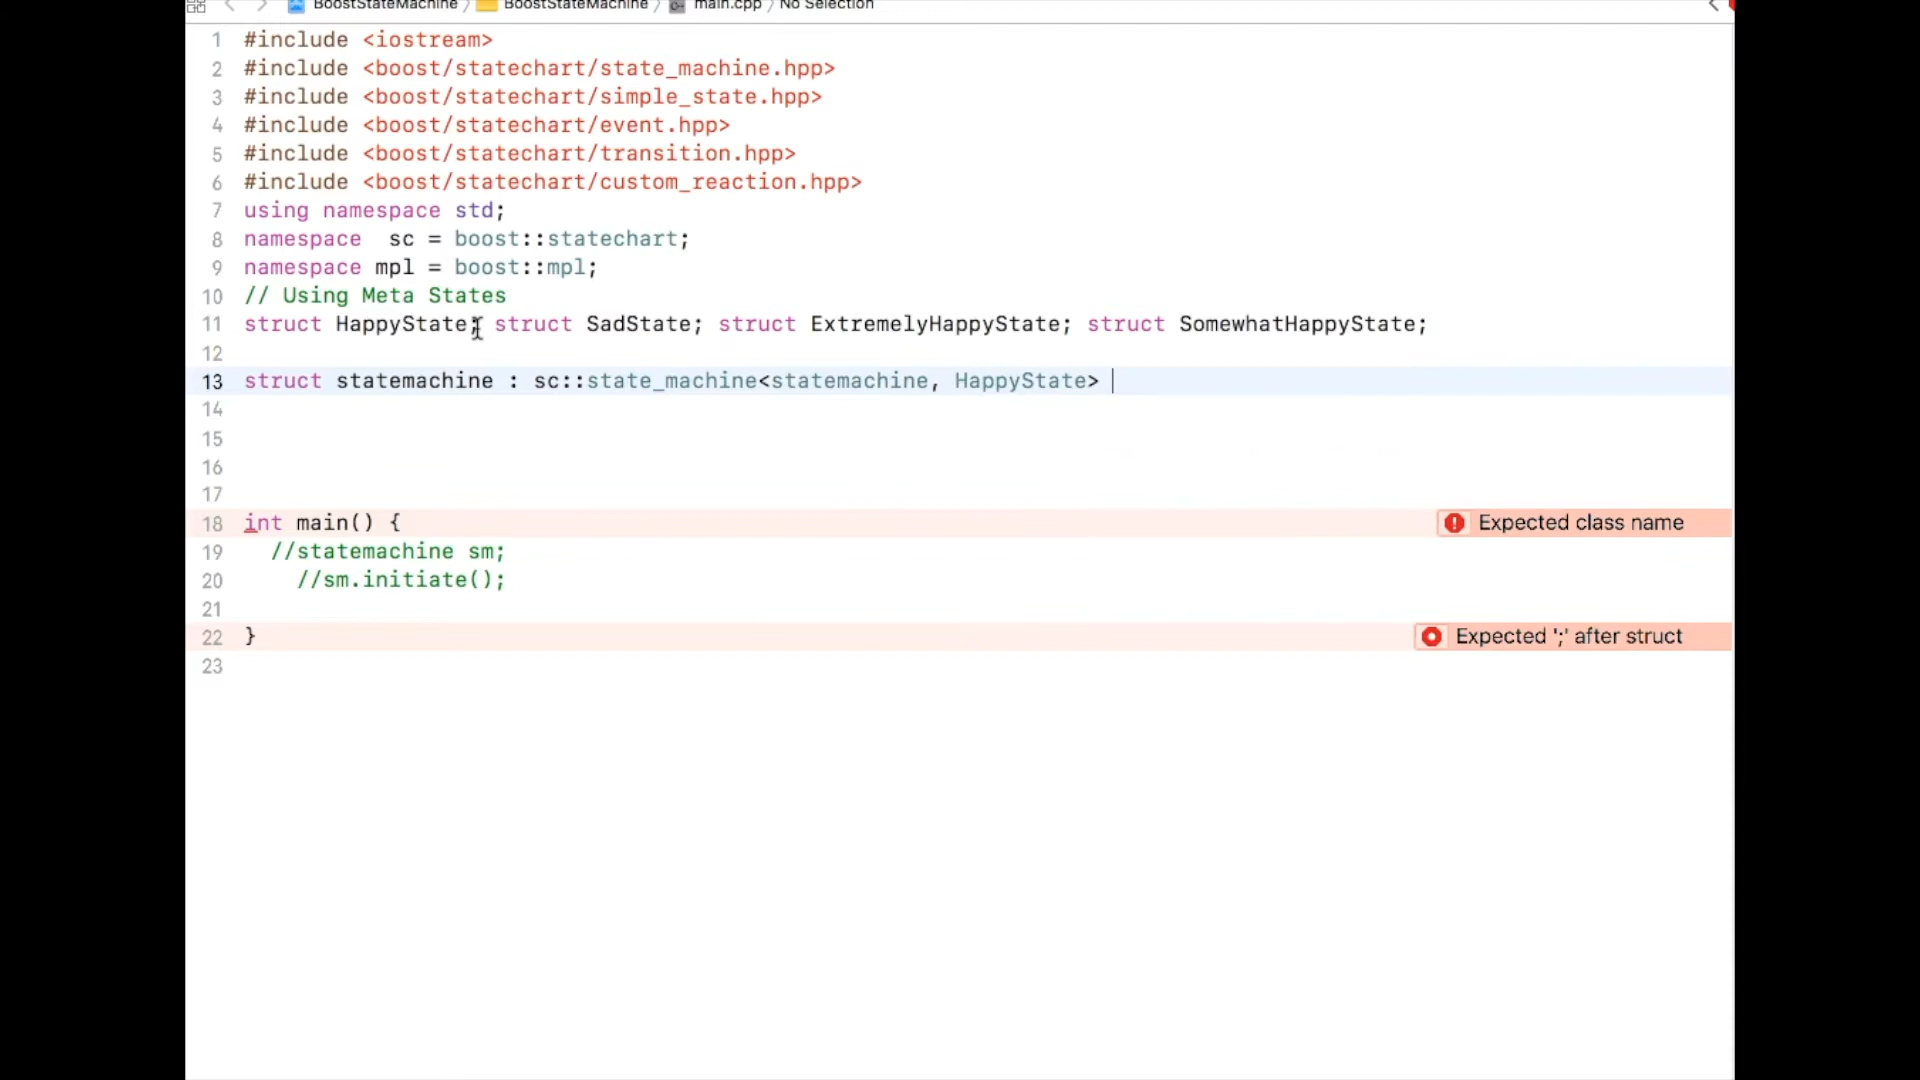 BoostStateMachine 〉 BoostStateMachine 〉 main.cpp 〉 No Selection
1 #include <iostream>
2 #include <boost/statechart/state_machine.hpp>
3 #include <boost/statechart/simple_state.hpp>
4 #include <boost/statechart/event.hpp>
5 #include <boost/statechart/transition.hpp>
6 #include <boost/statechart/custom_reaction.hpp>
7 using namespace std;
8 namespace  sc = boost::statechart;
9 namespace mpl = boost::mpl;
10 // Using Meta States
11 struct HappyState; struct SadState; struct ExtremelyHappyState; struct SomewhatHappyState;
12
13 struct statemachine : sc::state_machine<statemachine, HappyState>
14
15
16
17
18 int main() { Expected class name
19   //statemachine sm;
20     //sm.initiate();
21
22 } Expected ';' after struct
23